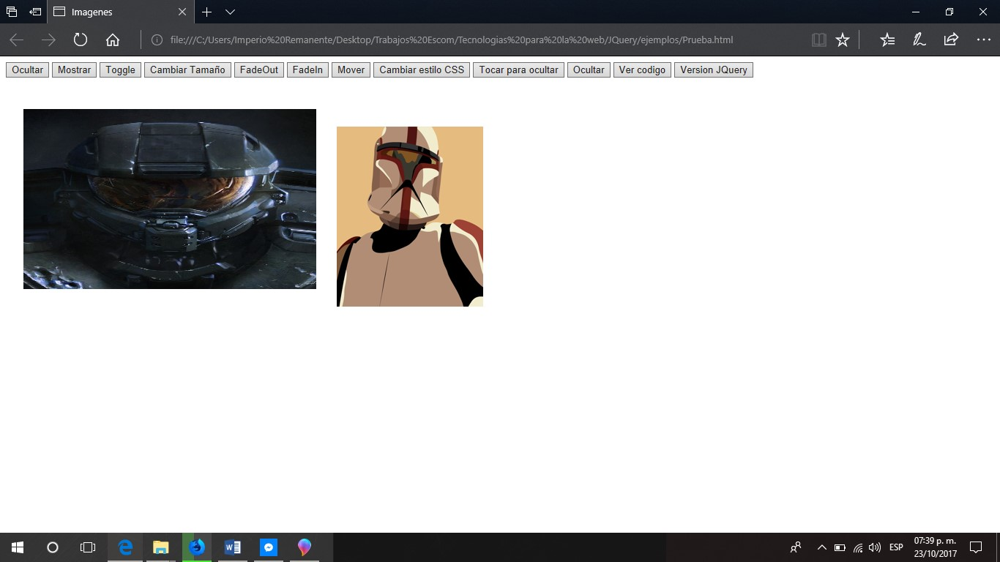 Imagenes
file:///C:/Users/Imperio%20Remanente/Desktop/Trabajos%20Escom/Tecnologias%20para%20la%20web/JQuery/ejemplos/Prueba.html
Ocultar Mostrar Toggle Cambiar Tamaño FadeOut FadeIn Mover Cambiar estilo CSS Tocar para ocultar Ocultar Ver codigo Version JQuery
ESP
07:39 p. m.
23/10/2017